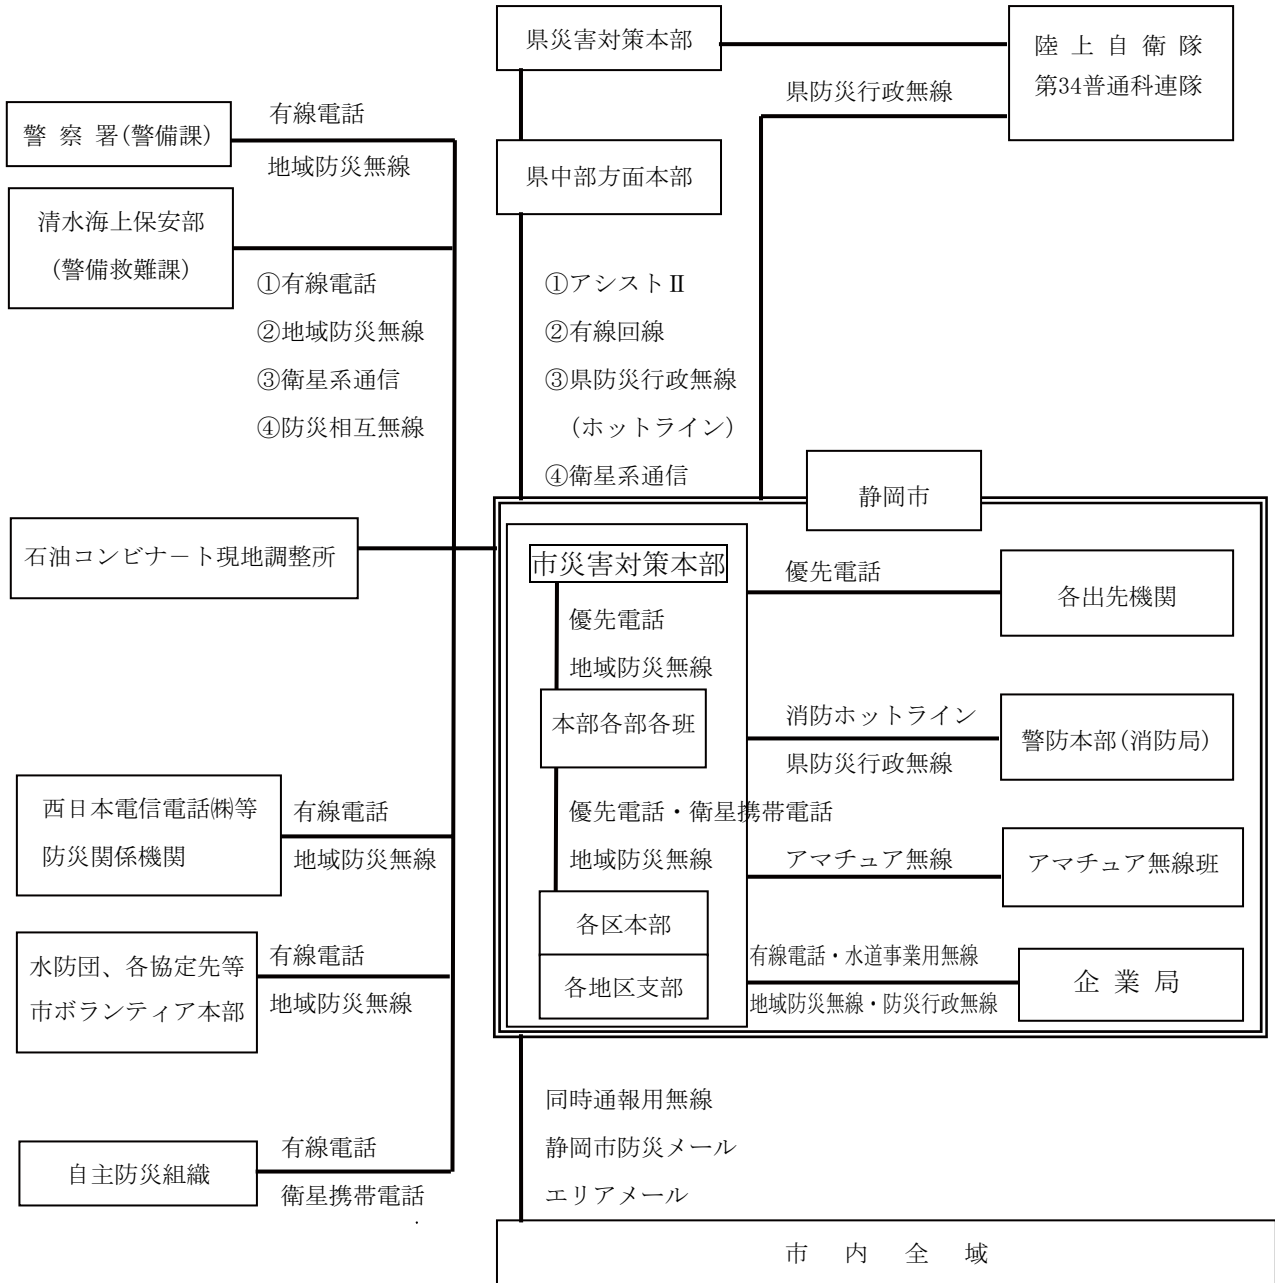 県災害対策本部
陸上自衛隊
第34普通科連隊
県防災行政無線
警察署(警備課)
有線電話
地域防災無線
県中部方面本部
清水海上保安部
(警備救難課)
①有線電話
②地域防災無線
③衛星系通信
④防災相互無線
①アシストⅡ
②有線回線
③県防災行政無線
(ホットライン)
④衛星系通信
静岡市
石油コンビナート現地調整所
市災害対策本部
優先電話
地域防災無線
優先電話
各出先機関
本部各部各班
消防ホットライン
県防災行政無線
警防本部(消防局)
西日本電信電話㈱等
防災関係機関
有線電話
地域防災無線
優先電話・衛星携帯電話
地域防災無線
アマチュア無線
アマチュア無線班
各区本部
各地区支部
水防団、各協定先等
市ボランティア本部
有線電話
地域防災無線
有線電話・水道事業用無線
地域防災無線・防災行政無線
企業局
同時通報用無線
静岡市防災メール
エリアメール
自主防災組織
有線電話
衛星携帯電話
市内全域